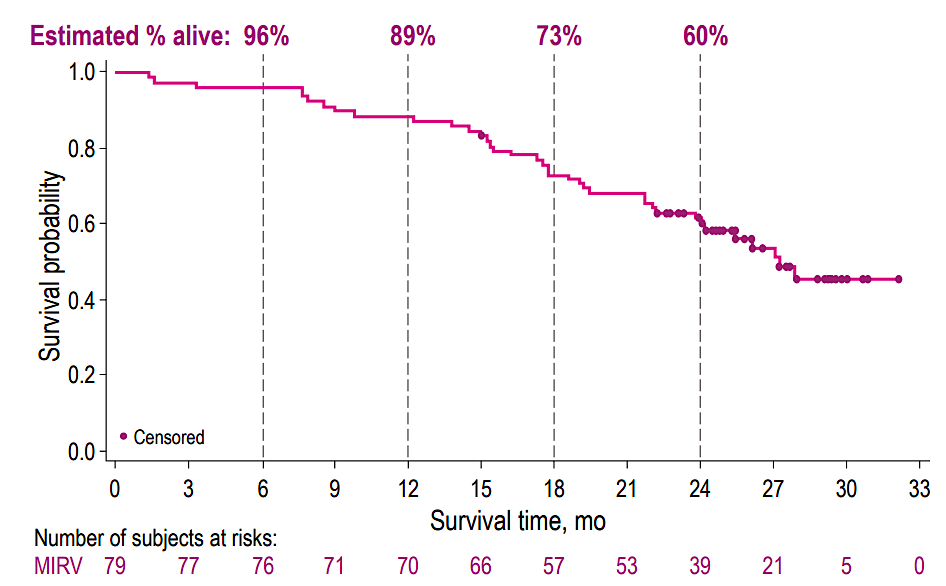 Estimated % alive: 96% 89% 73% 60%
1.0
0.8
0.6
0.4
0.2
0.0
Survival probability
Censored
0 3 6 9 12 15 18 21 24 27 30 33
Survival time, mo
Number of subjects at risks:
MIRV 79 77 76 71 70 66 57 53 39 21 5 0